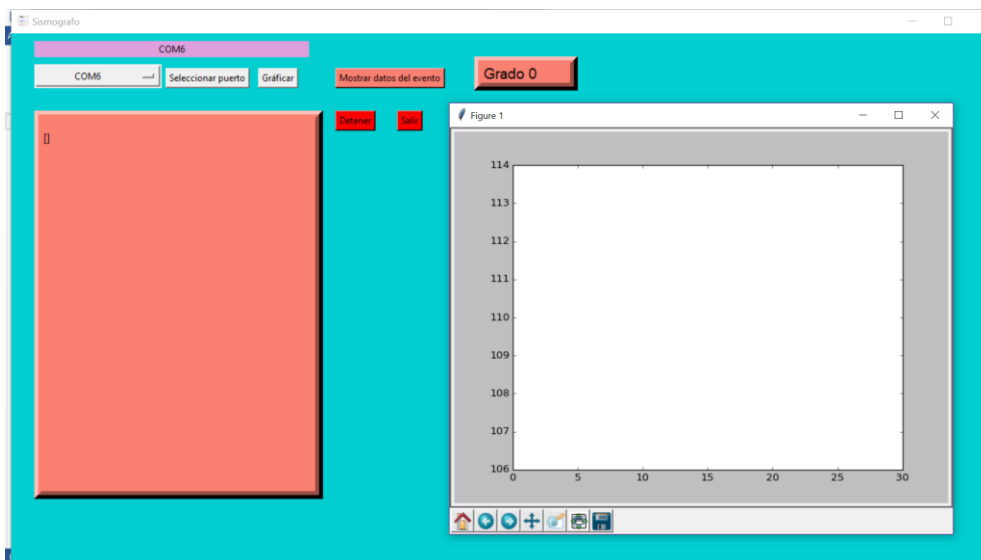 Sismografo
COM6
COM6
Seleccionar puerto
Gráficar
Mostrar datos del evento
Grado 0
Detener
Salir
[]
Figure 1
114
113
112
111
110
109
108
107
106
0 5 10 15 20 25 30